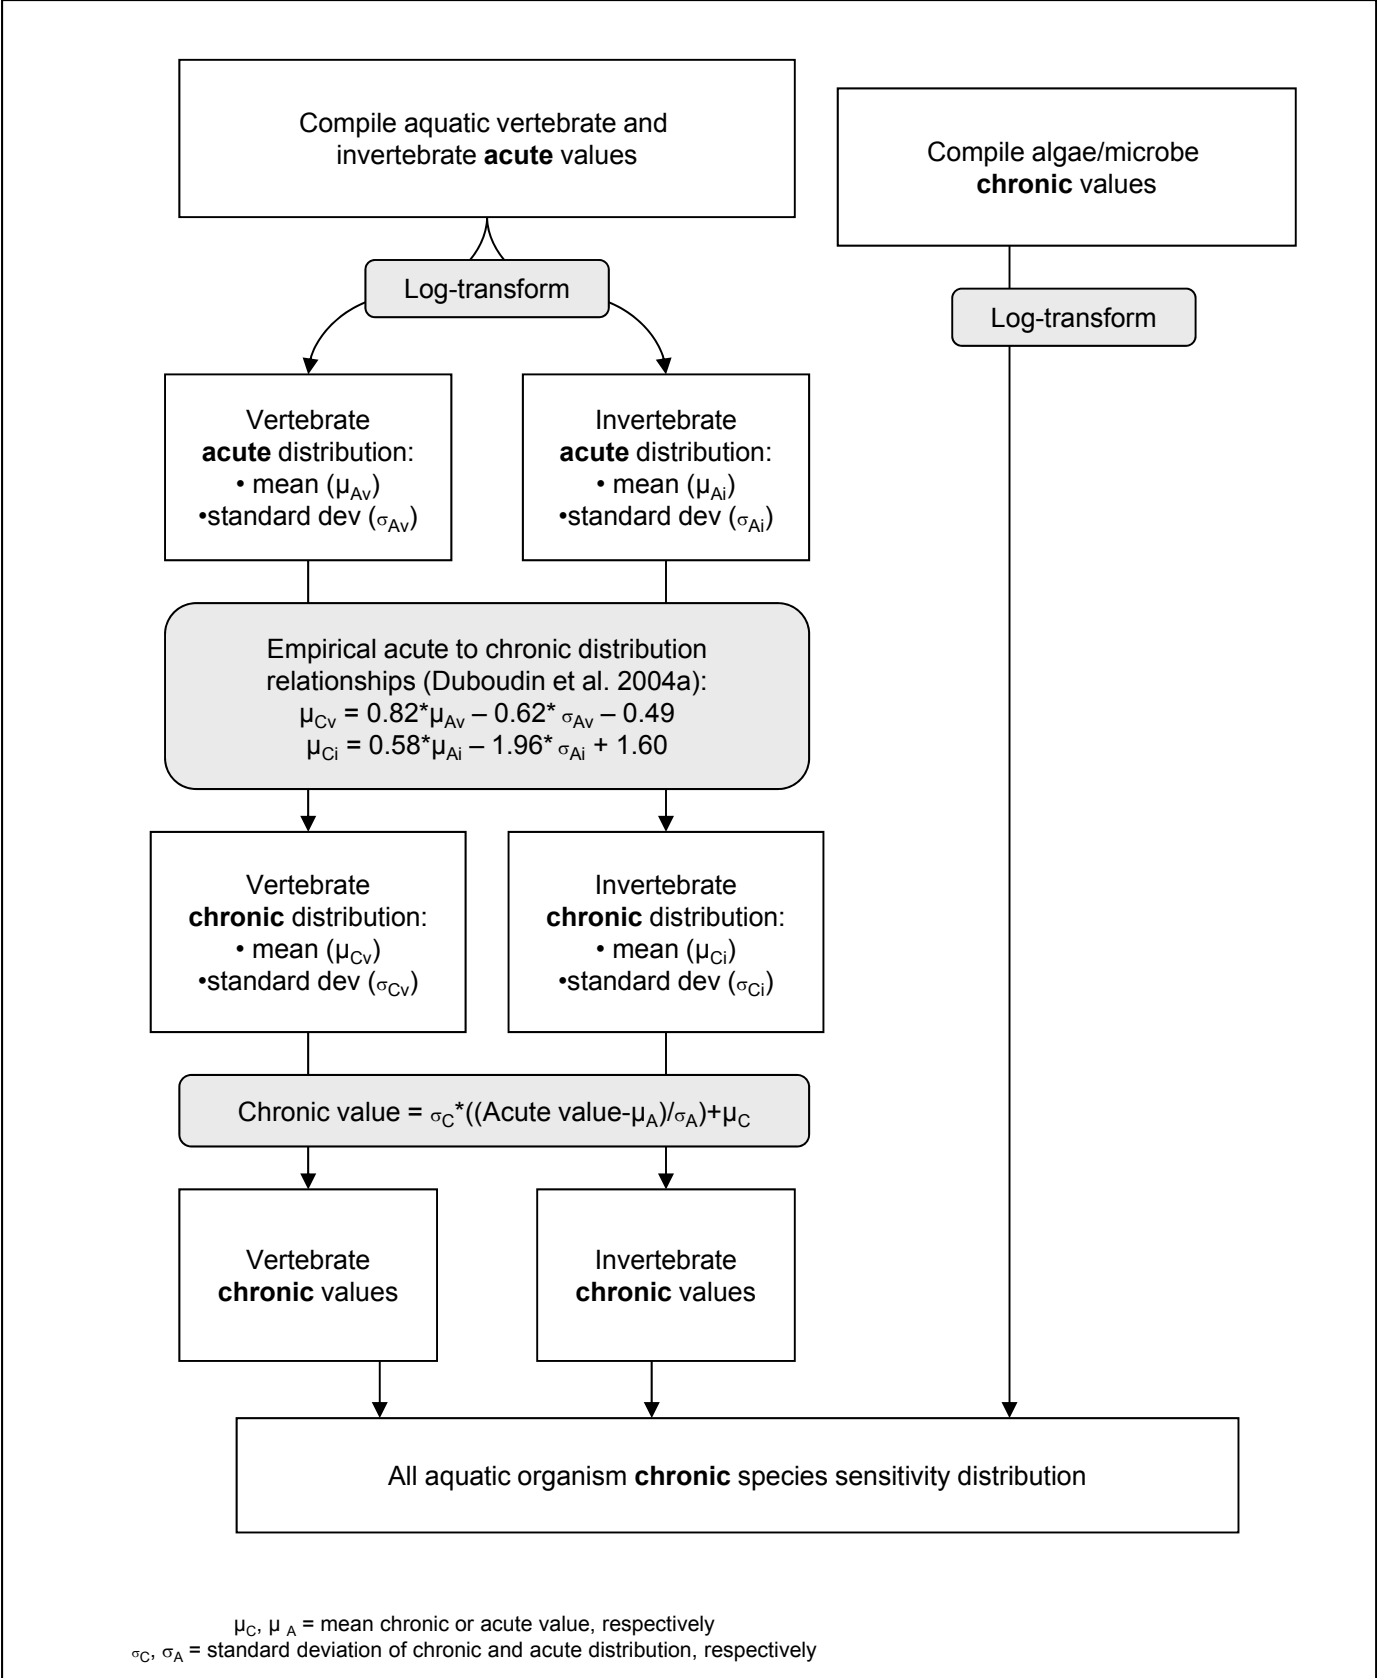 Compile aquatic vertebrate and
invertebrate acute values
Compile algae/microbe
chronic values
Log-transform
Log-transform
Vertebrate
acute distribution:
• mean (μAv)
•standard dev (σAv)
Invertebrate
acute distribution:
• mean (μAi)
•standard dev (σAi)
Empirical acute to chronic distribution
relationships (Duboudin et al. 2004a):
μCv = 0.82*μAv – 0.62* σAv – 0.49
μCi = 0.58*μAi – 1.96* σAi + 1.60
Vertebrate
chronic distribution:
• mean (μCv)
•standard dev (σCv)
Invertebrate
chronic distribution:
• mean (μCi)
•standard dev (σCi)
Chronic value = σC*((Acute value-μA)/σA)+μC
Vertebrate
chronic values
Invertebrate
chronic values
All aquatic organism chronic species sensitivity distribution
μC, μ A = mean chronic or acute value, respectively
σC, σA = standard deviation of chronic and acute distribution, respectively